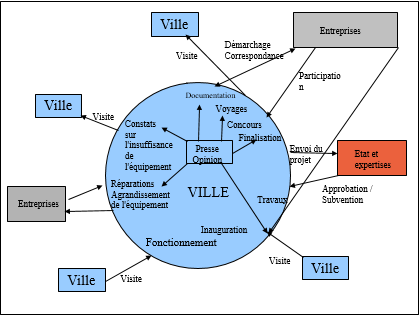 Ville
Entreprises
Démarchage
Correspondance
Visite
Participatio
n
Documentation
Ville
Voyages
Visite
Constats
sur
l'insuffisance
de
l'équipement
Concours
Finalisation
Presse
Opinion
Envoi du
projet
Etat et
expertises
Réparations
Agrandissement
de l'équipement
VILLE
Travaux
Approbation /
Subvention
Entreprises
Inauguration
Fonctionnement
Visite
Ville
Ville
Visite